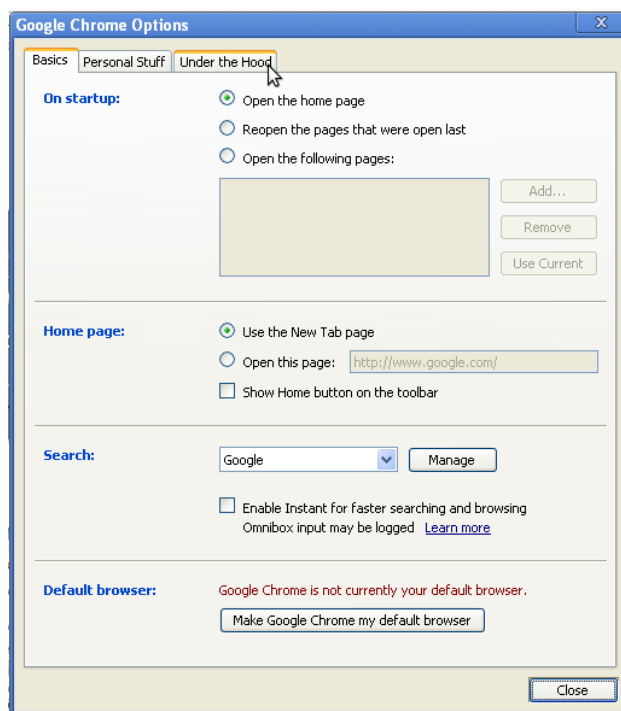 Google Chrome Options
Basics Personal Stuff Under the Hood
On startup: Open the home page
Reopen the pages that were open last
Open the following pages:
Add...
Remove
Use Current
Home page: Use the New Tab page
Open this page: http://www.google.com/
Show Home button on the toolbar
Search: Google Manage
Enable Instant for faster searching and browsing
Omnibox input may be logged Learn more
Default browser: Google Chrome is not currently your default browser.
Make Google Chrome my default browser
Close